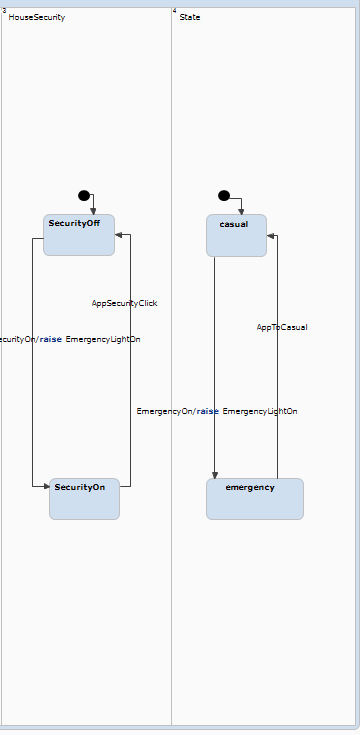 3
HouseSecurity
4
State
SecurityOff
casual
AppSecurityClick
AppToCasual
ecurityOn/raise EmergencyLightOn
EmergencyOn/raise EmergencyLightOn
SecurityOn
emergency